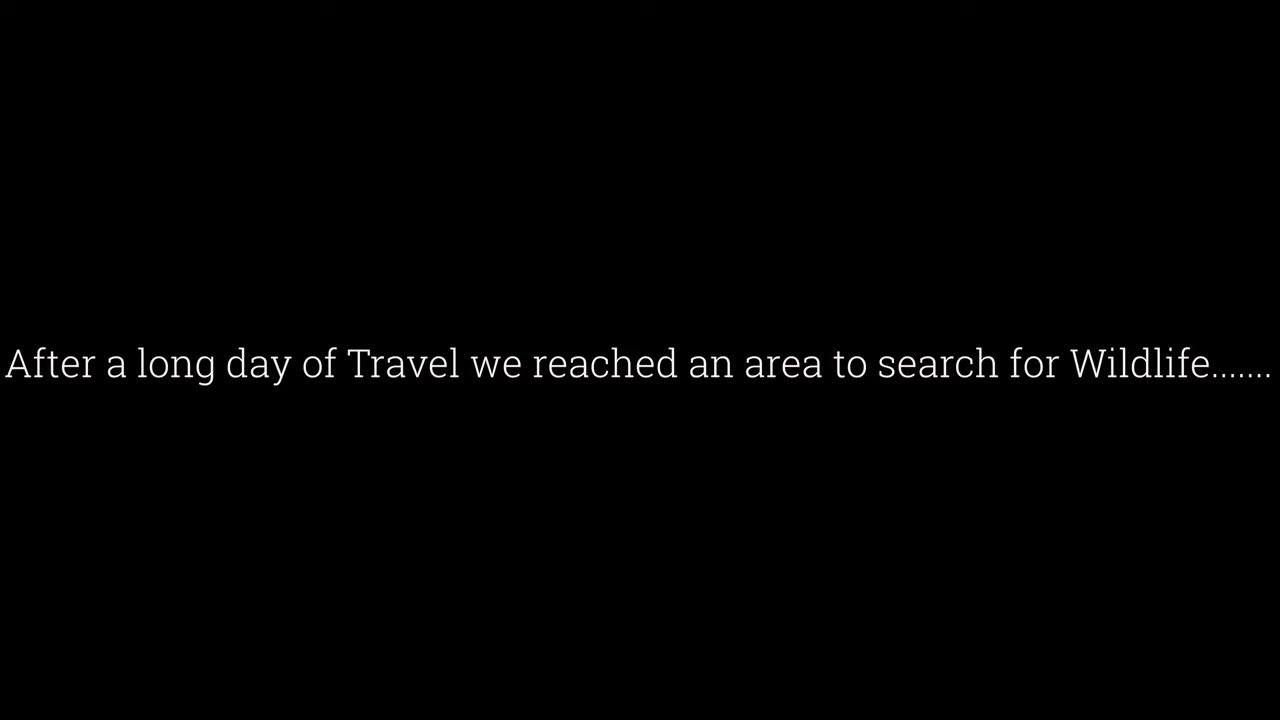 After a long day of Travel we reached an area to search for Wildlife.......